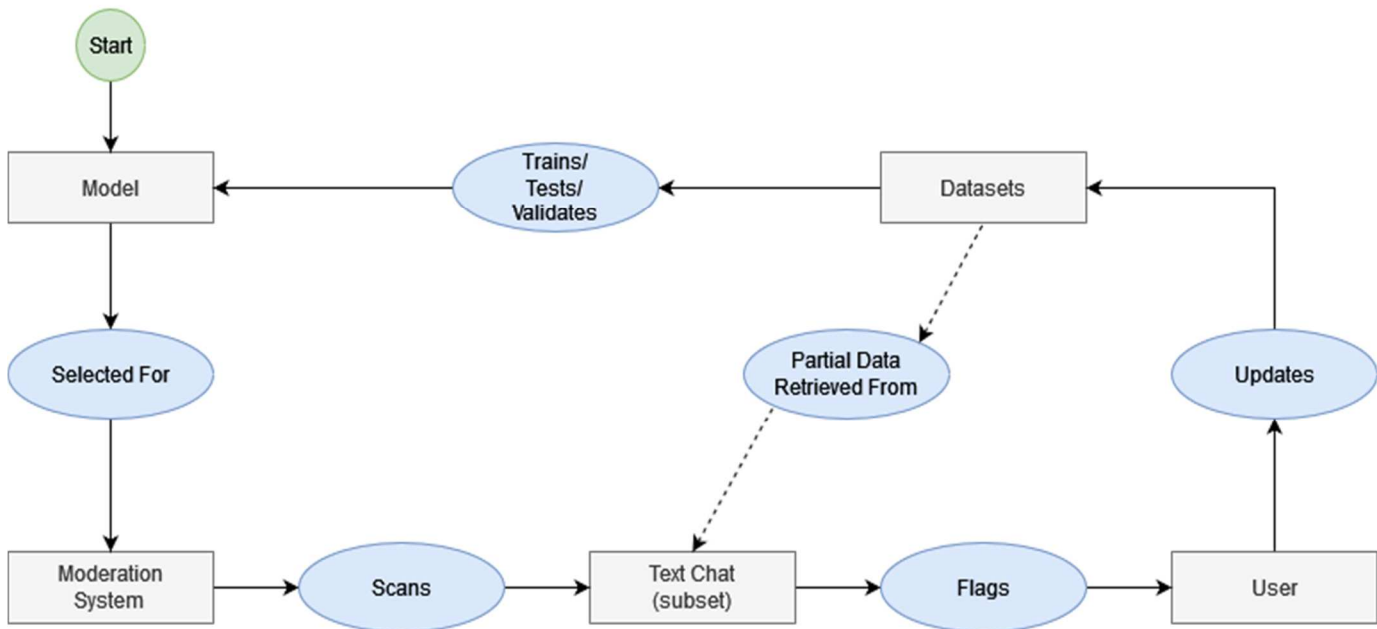 Start
Model
Trains/
Tests/
Validates
Datasets
Selected For
Partial Data
Retrieved From
Updates
Moderation
System
Scans
Text Chat
(subset)
Flags
User